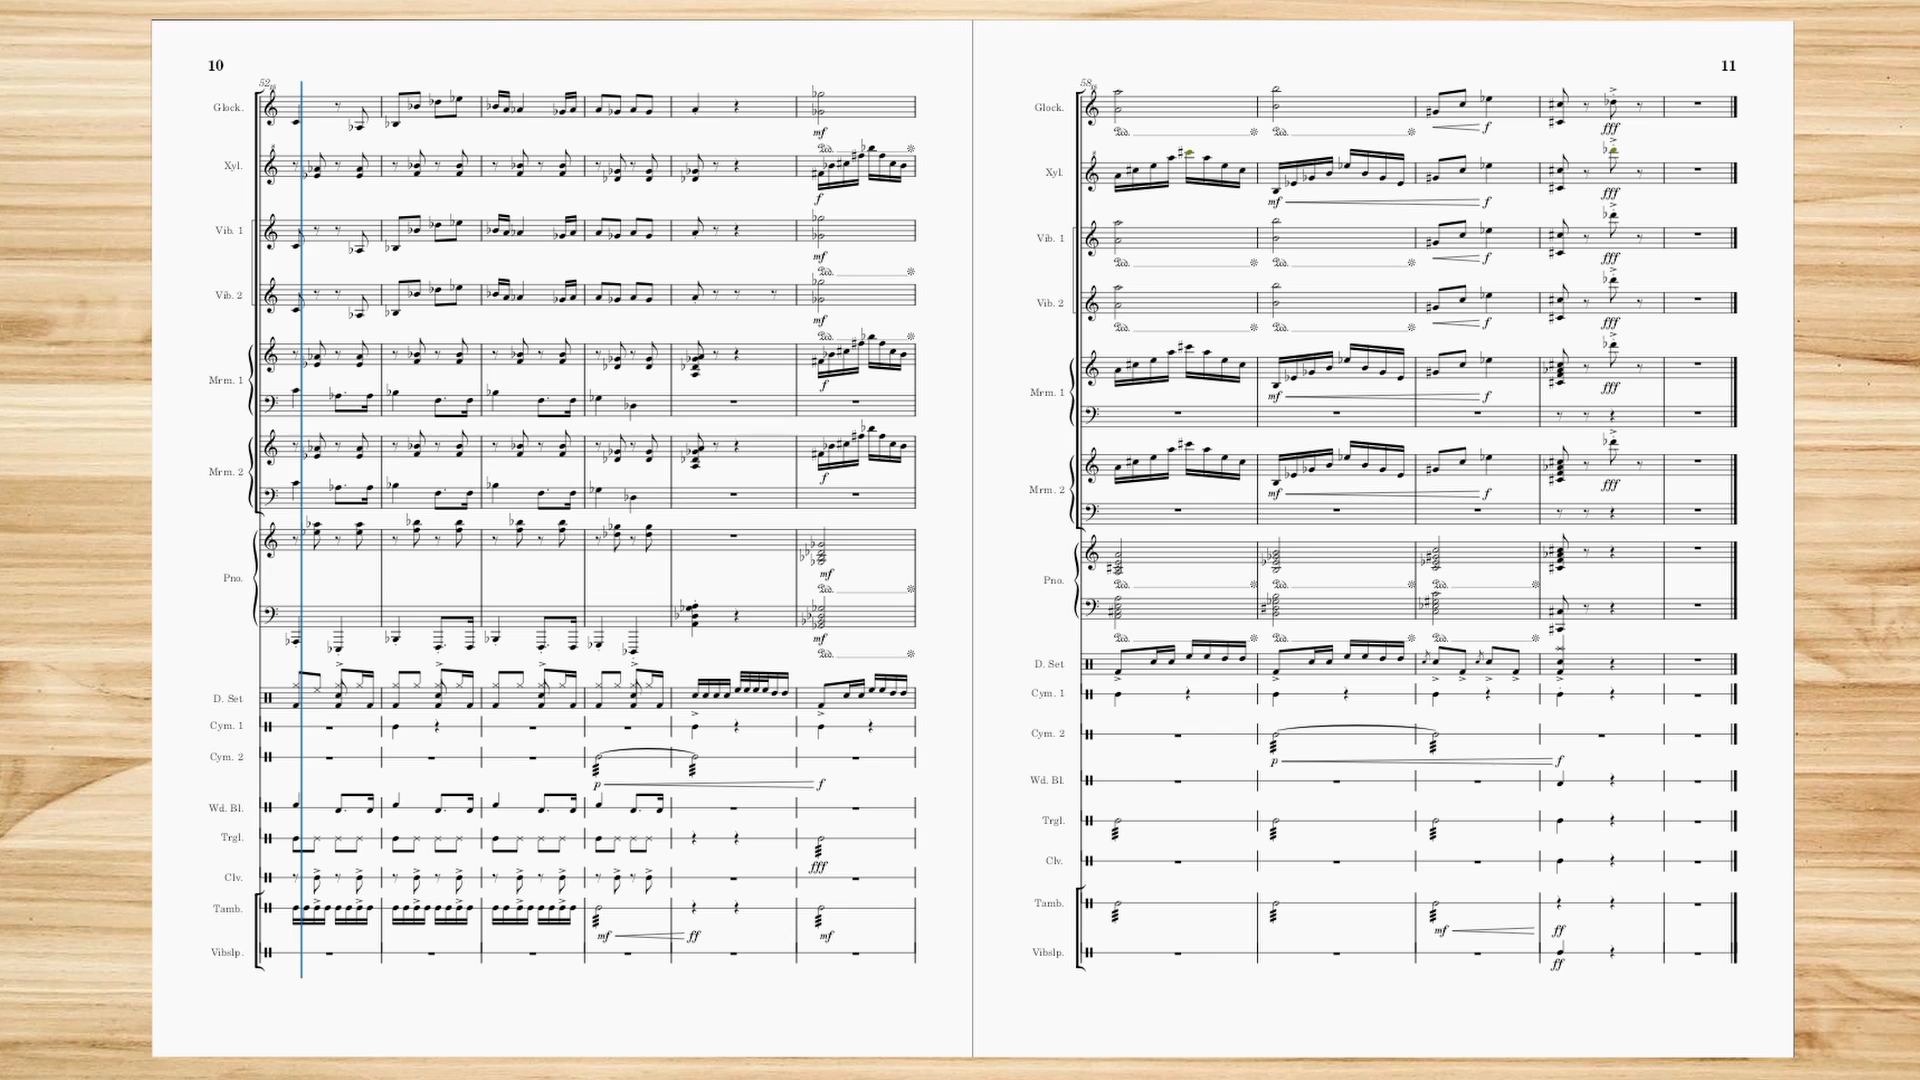 10
52
Glock.
mf
Xyl.
f
Vib. 1
mf
Vib. 2
mf
Mrm. 1
f
Mrm. 2
f
Pno.
mf
mf
D. Set
Cym. 1
Cym. 2
p f
Wd. Bl.
Trgl.
fff
Clv.
Tamb.
mf ff mf
Vibslp.
11
58
Glock.
f fff
Xyl.
mf f fff
Vib. 1
f fff
Vib. 2
f fff
Mrm. 1
mf f fff
Mrm. 2
mf f fff
Pno.
D. Set
Cym. 1
Cym. 2
p f
Wd. Bl.
Trgl.
Clv.
Tamb.
mf ff
Vibslp.
ff